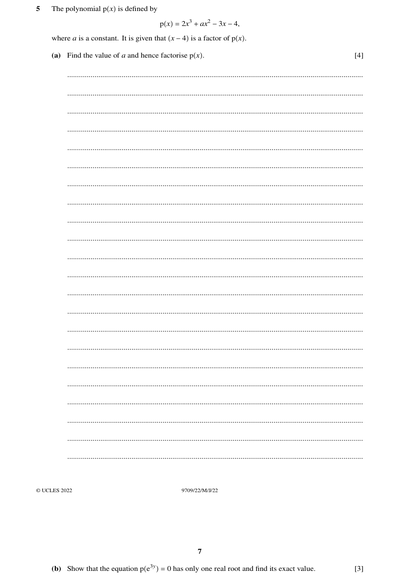 5 The polynomial p(x) is defined by
p(x) = 2x³ + ax² − 3x − 4,
where a is a constant. It is given that (x − 4) is a factor of p(x).
(a) Find the value of a and hence factorise p(x). [4]
© UCLES 2022 9709/22/M/J/22
7
(b) Show that the equation p(e³ʸ) = 0 has only one real root and find its exact value. [3]